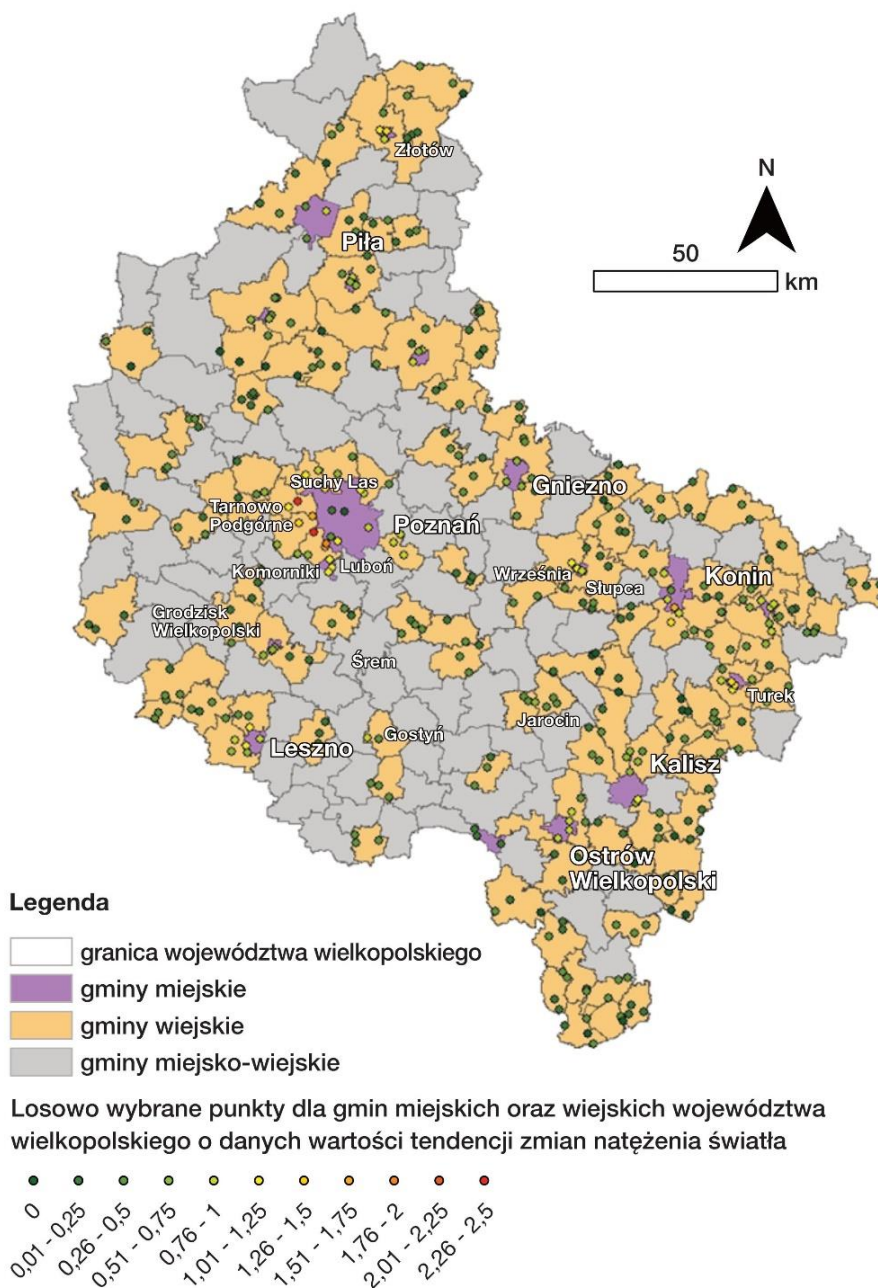 N
50
km
Złotów
Piła
Suchy Las
Gniezno
Tarnowo
Podgórne
Poznań
Komorniki
Luboń
Września
Słupca
Konin
Grodzisk
Wielkopolski
Śrem
Turek
Jarocin
Gostyń
Leszno
Kalisz
Ostrów
Wielkopolski
Legenda
granica województwa wielkopolskiego
gminy miejskie
gminy wiejskie
gminy miejsko-wiejskie
Losowo wybrane punkty dla gmin miejskich oraz wiejskich województwa
wielkopolskiego o danych wartości tendencji zmian natężenia światła
0
0,01 - 0,25
0,26 - 0,5
0,51 - 0,75
0,76 - 1
1,01 - 1,25
1,26 - 1,5
1,51 - 1,75
1,76 - 2
2,01 - 2,25
2,26 - 2,5